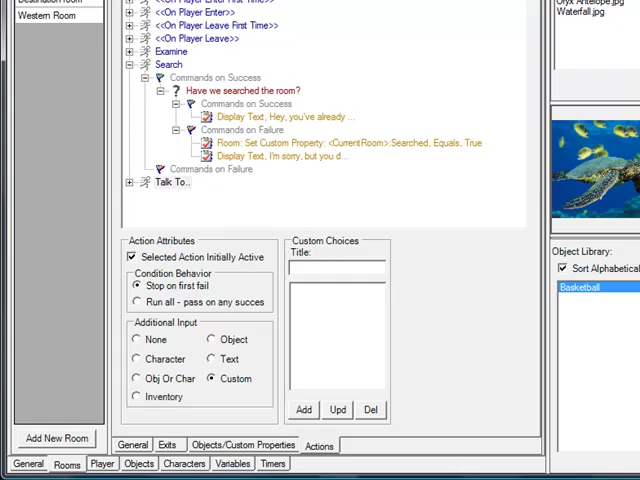 Destination Room
Western Room
<<On Player Enter First Time>>
<<On Player Enter>>
<<On Player Leave First Time>>
<<On Player Leave>>
Examine
Search
Commands on Success
Have we searched the room?
Commands on Success
Display Text, Hey, you've already ...
Commands on Failure
Room: Set Custom Property: <CurrentRoom>:Searched, Equals, True
Display Text, I'm sorry, but you d...
Commands on Failure
Talk To..
Oryx Antelope.jpg
Waterfall.jpg
Action Attributes
Selected Action Initially Active
Condition Behavior
Stop on first fail
Run all - pass on any succes
Additional Input
None
Object
Character
Text
Obj Or Char
Custom
Inventory
Custom Choices
Title:
Add
Upd
Del
Object Library:
Sort Alphabetical
Basketball
Add New Room
General
Exits
Objects/Custom Properties
Actions
General
Rooms
Player
Objects
Characters
Variables
Timers